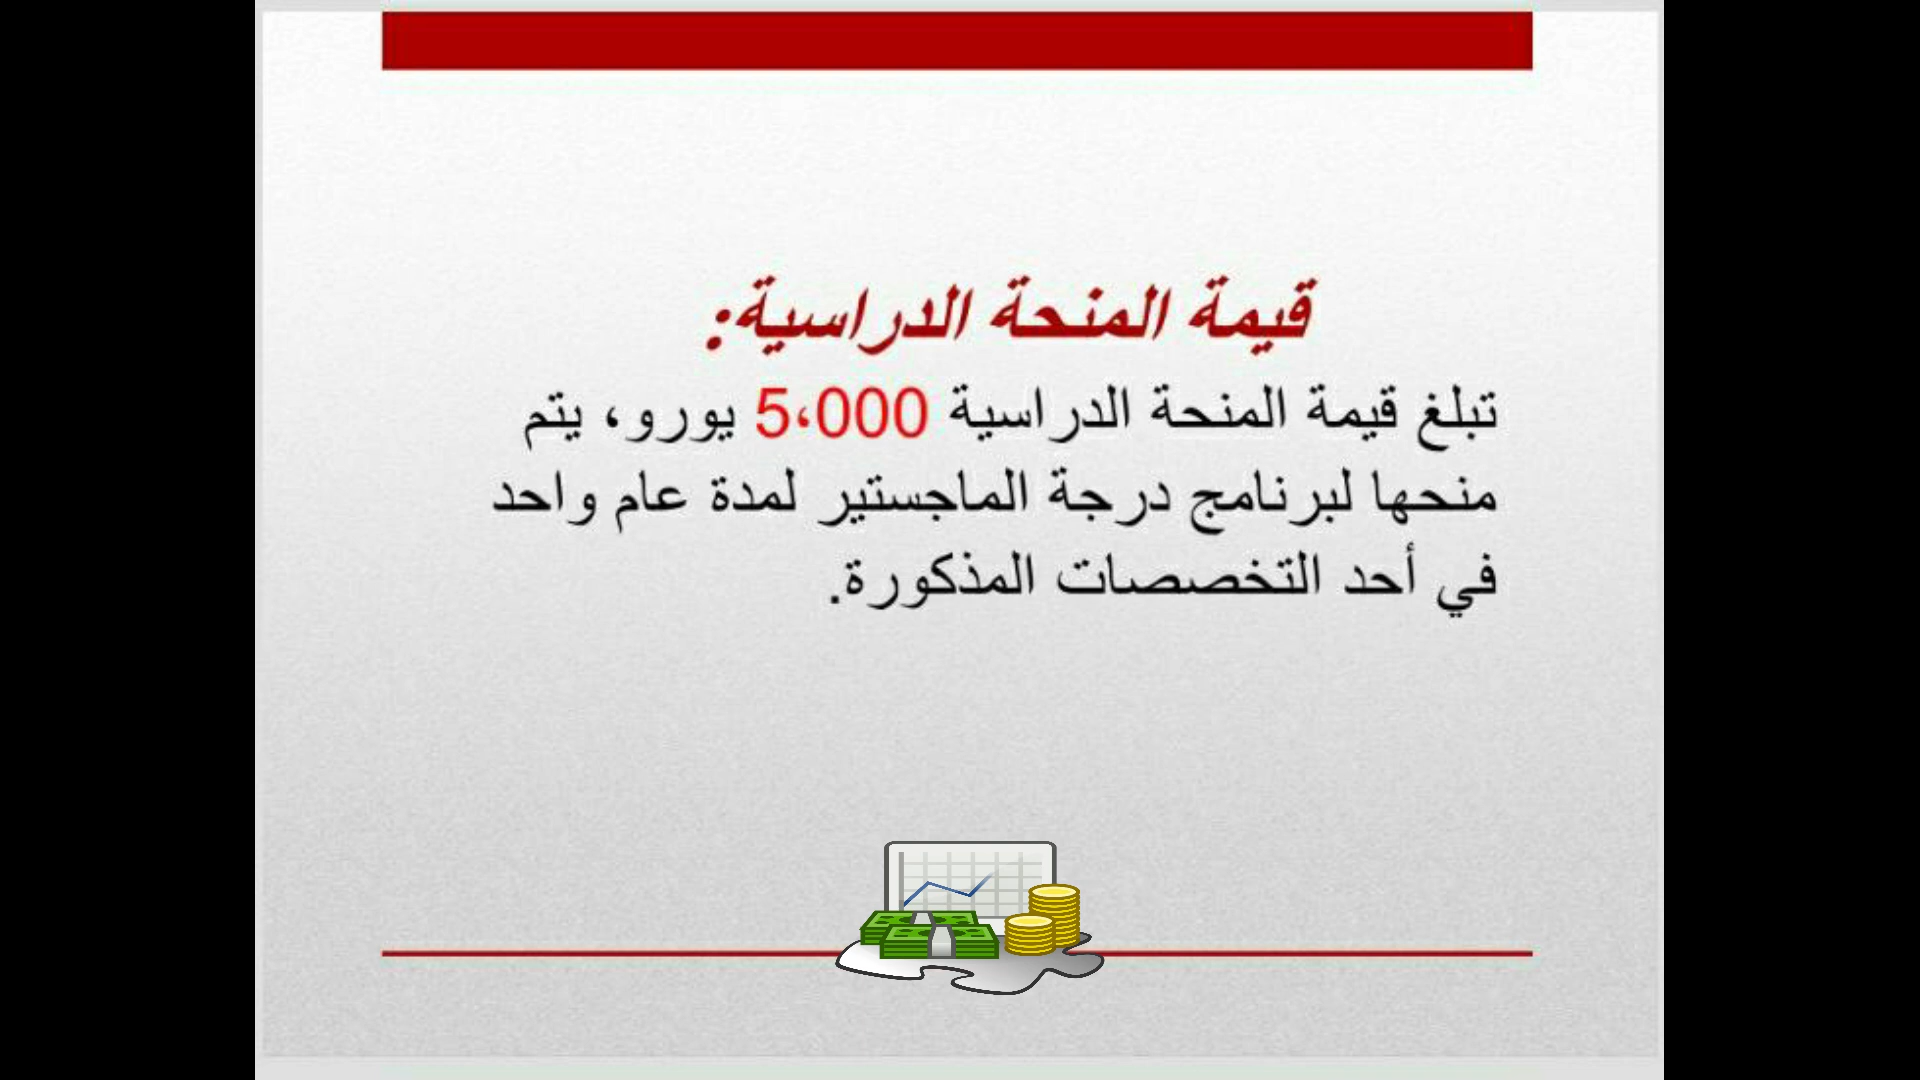 قيمة المنحة الدراسية:
تبلغ قيمة المنحة الدراسية 5،000 يورو، يتم
منحها لبرنامج درجة الماجستير لمدة عام واحد
في أحد التخصصات المذكورة.